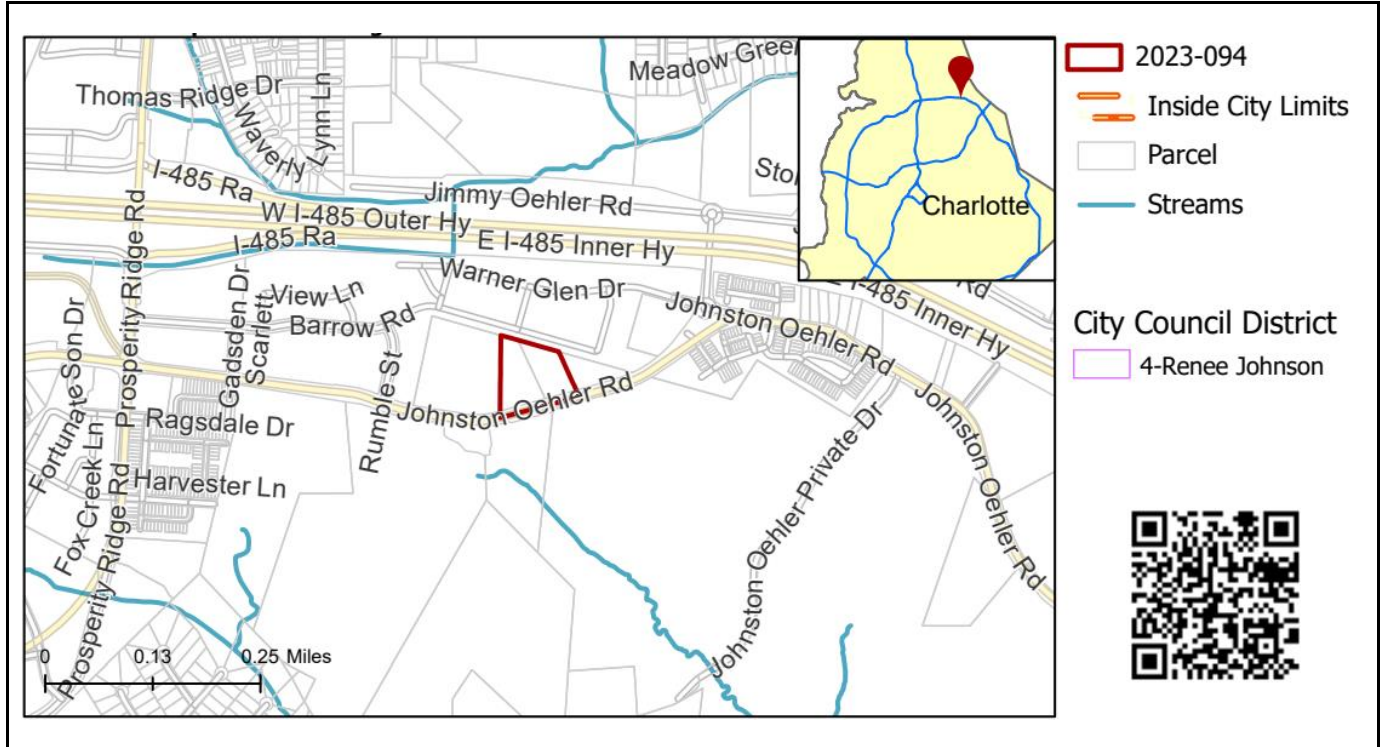 Meadow Green
Thomas Ridge Dr
Waverly
Lynn Ln
I-485 Ra
Jimmy Oehler Rd
W I-485 Outer Hy
I-485 Ra
E I-485 Inner Hy
Warner Glen Dr
E I-485 Inner Hy
Rd
View Ln
Barrow Rd
Johnston Oehler Rd
Prosperity Ridge Rd
Gadsden Dr
Scarlett
Fortunate Son Dr
Rumble St
Johnston Oehler Rd
Ragsdale Dr
Harvester Ln
Fox Creek Ln
Prosperity Ridge Rd
Johnston Oehler Private Dr
Johnston Oehler Rd
0 0.13 0.25 Miles
Charlotte
2023-094
Inside City Limits
Parcel
Streams
City Council District
4-Renee Johnson